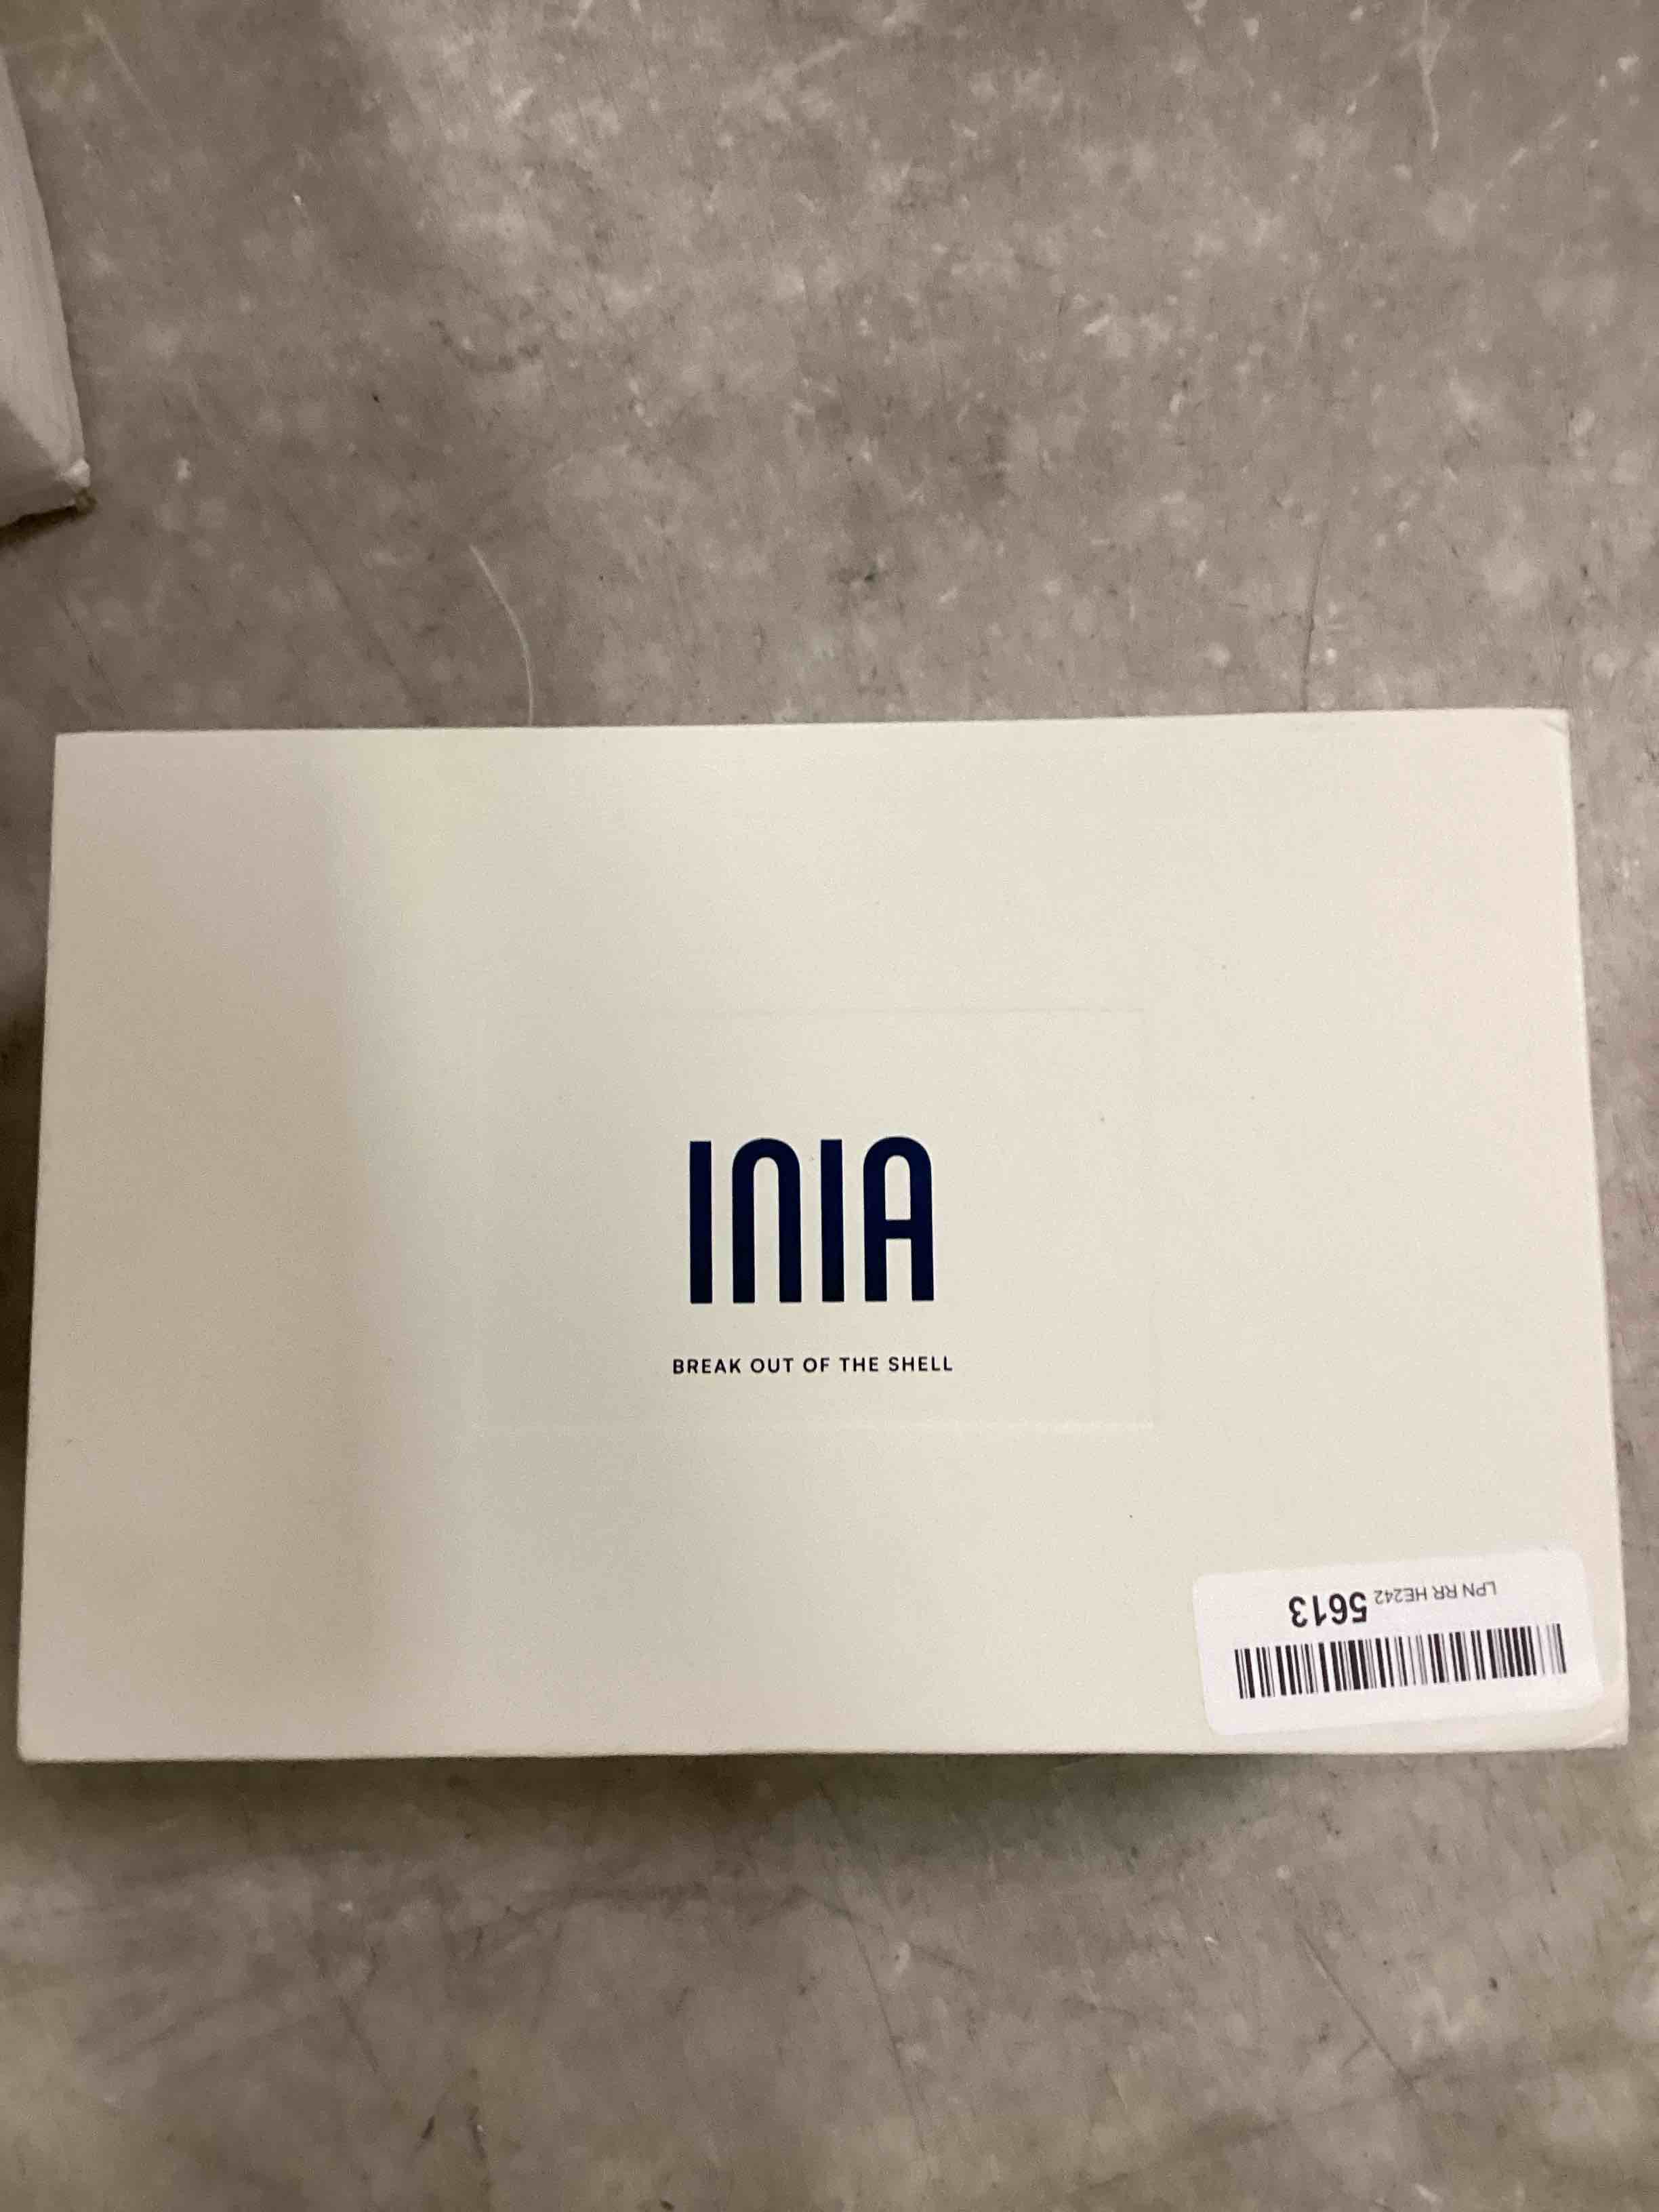 INIA
BREAK OUT OF THE SHELL
LPN RR HE242 5613